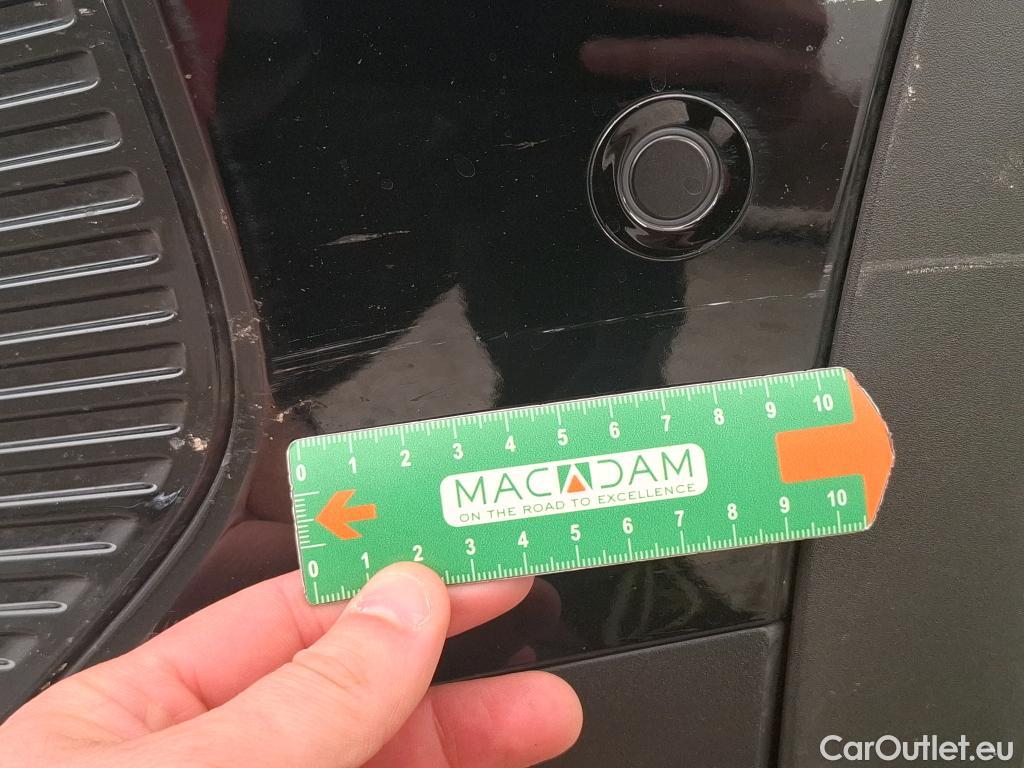 0 1 2 3 4 5 6 7 8 9 10
MACADAM
ON THE ROAD TO EXCELLENCE
0 1 2 3 4 5 6 7 8 9 10
CarOutlet.eu